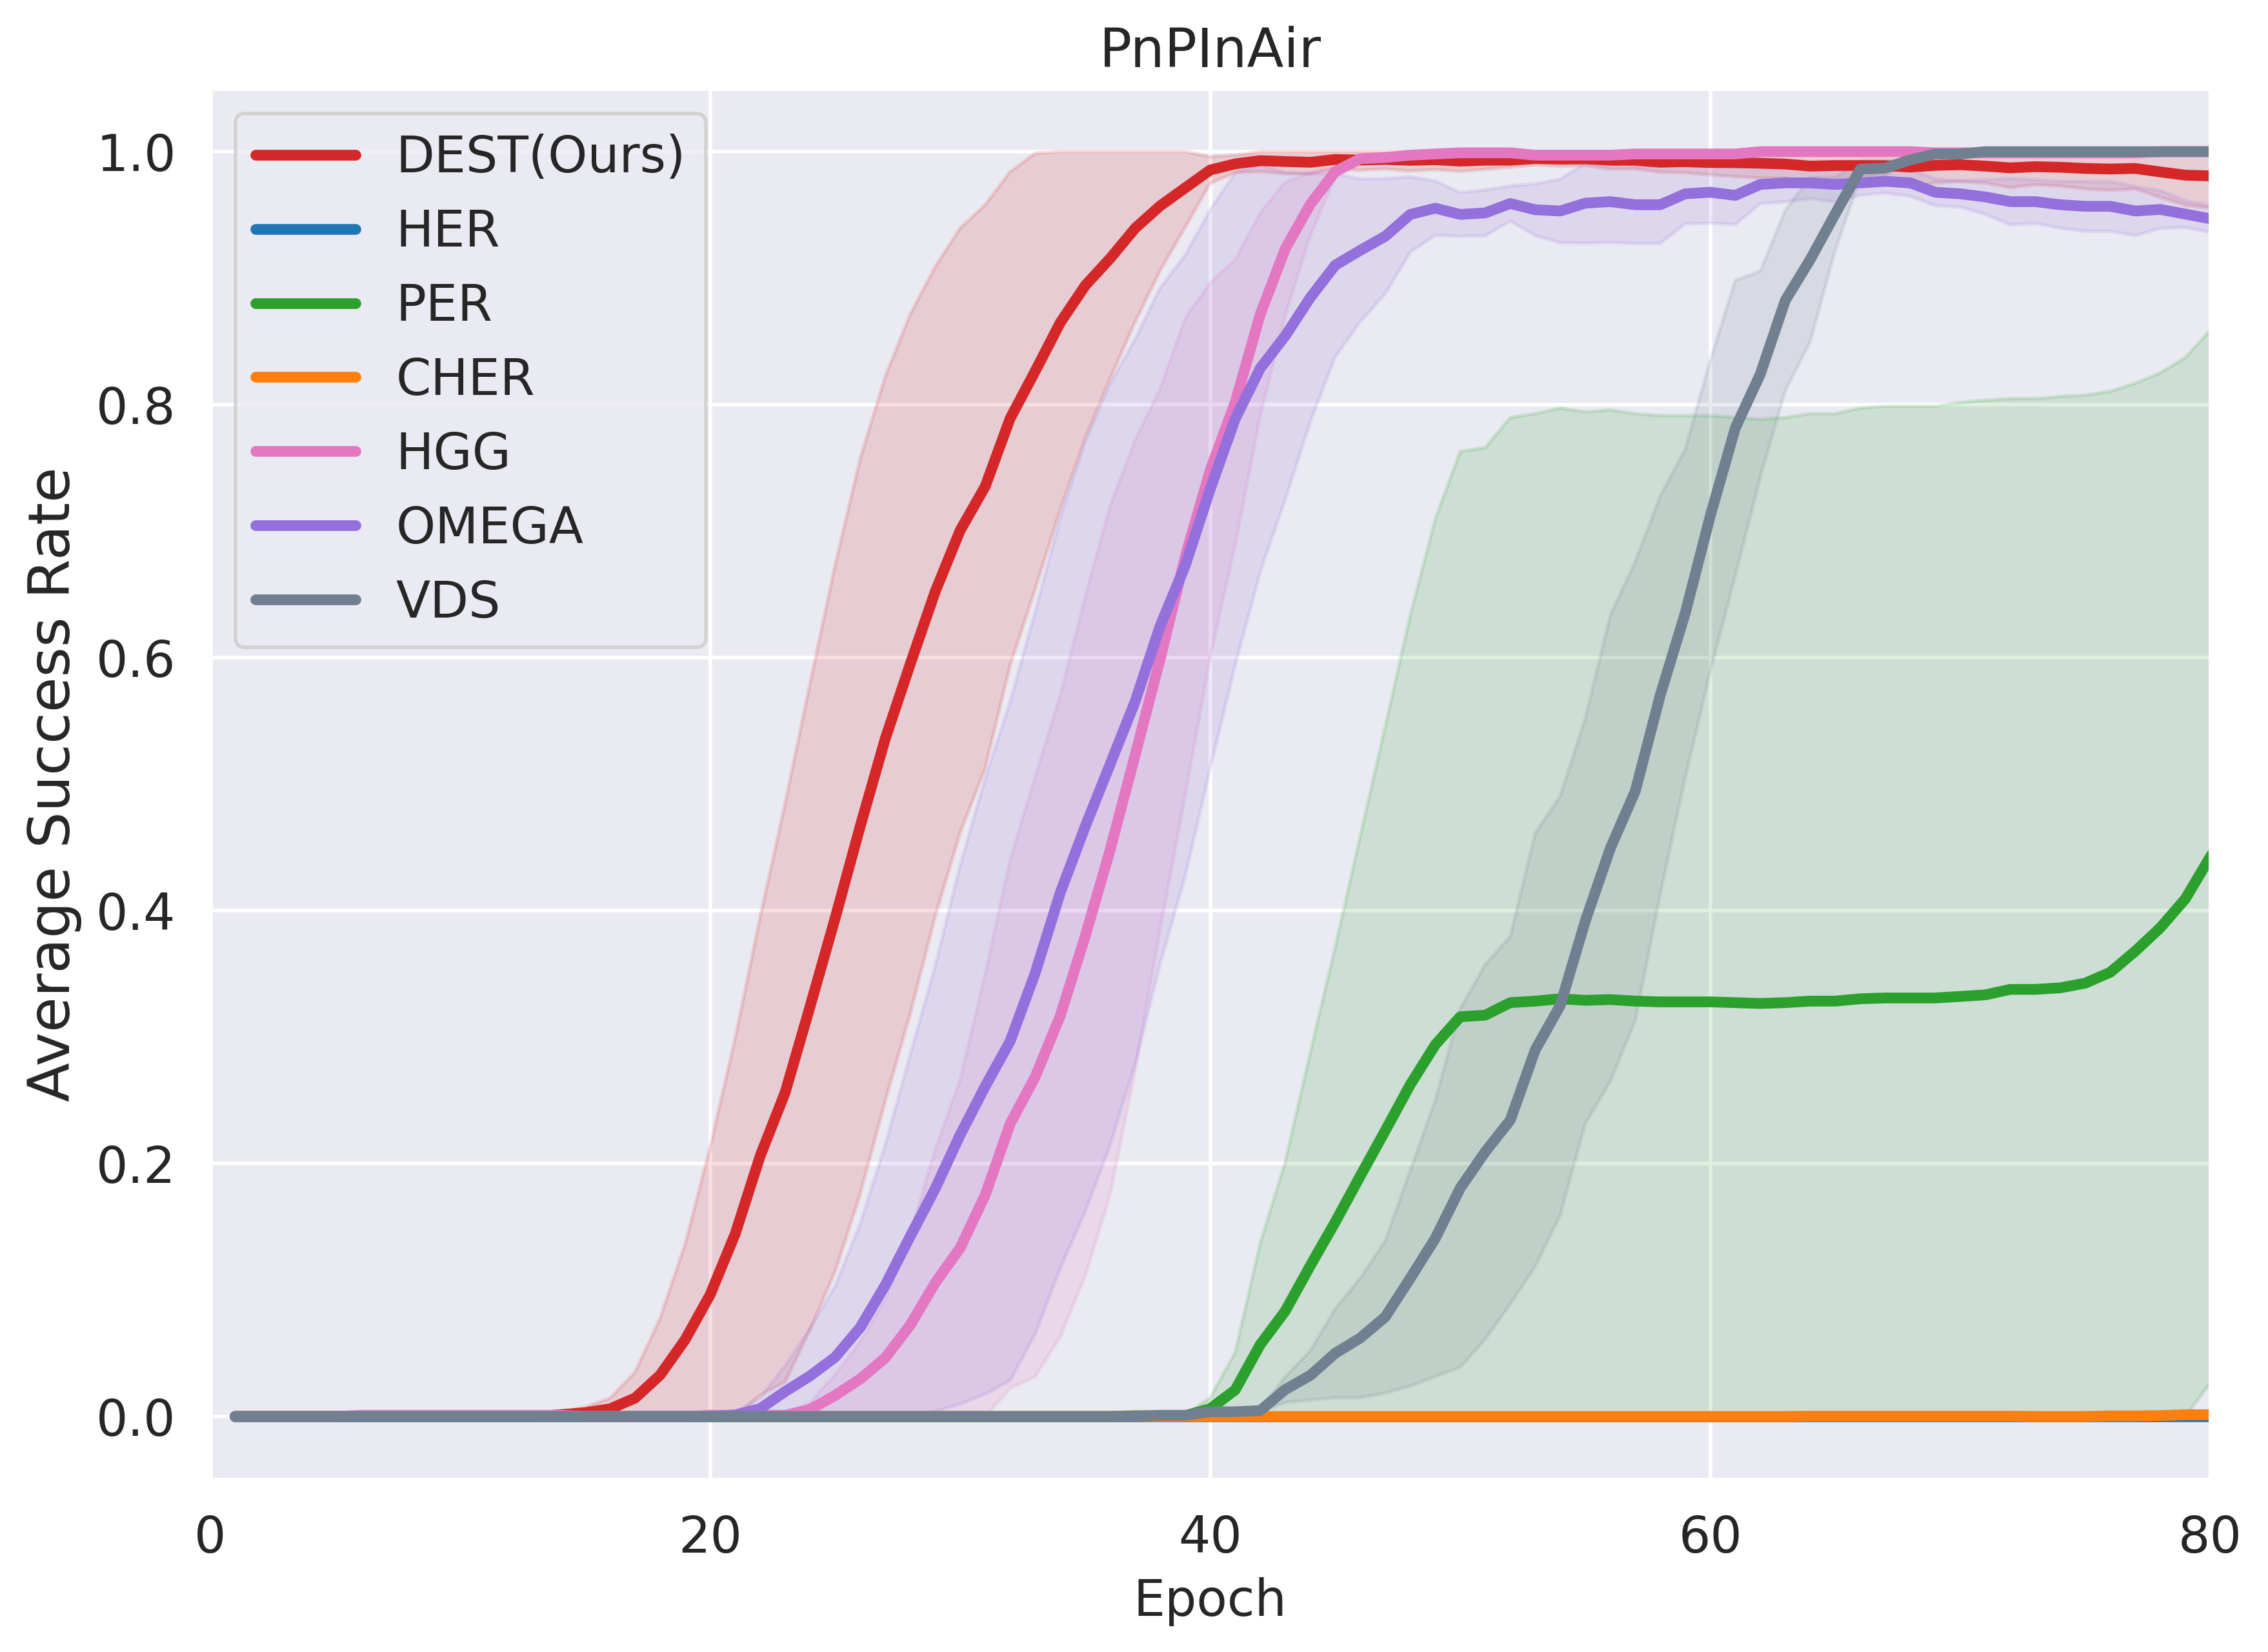 PnPInAir
DEST(Ours)
HER
PER
CHER
HGG
OMEGA
VDS
Average Success Rate
1.0
0.8
0.6
0.4
0.2
0.0
0 20 40 60 80
Epoch